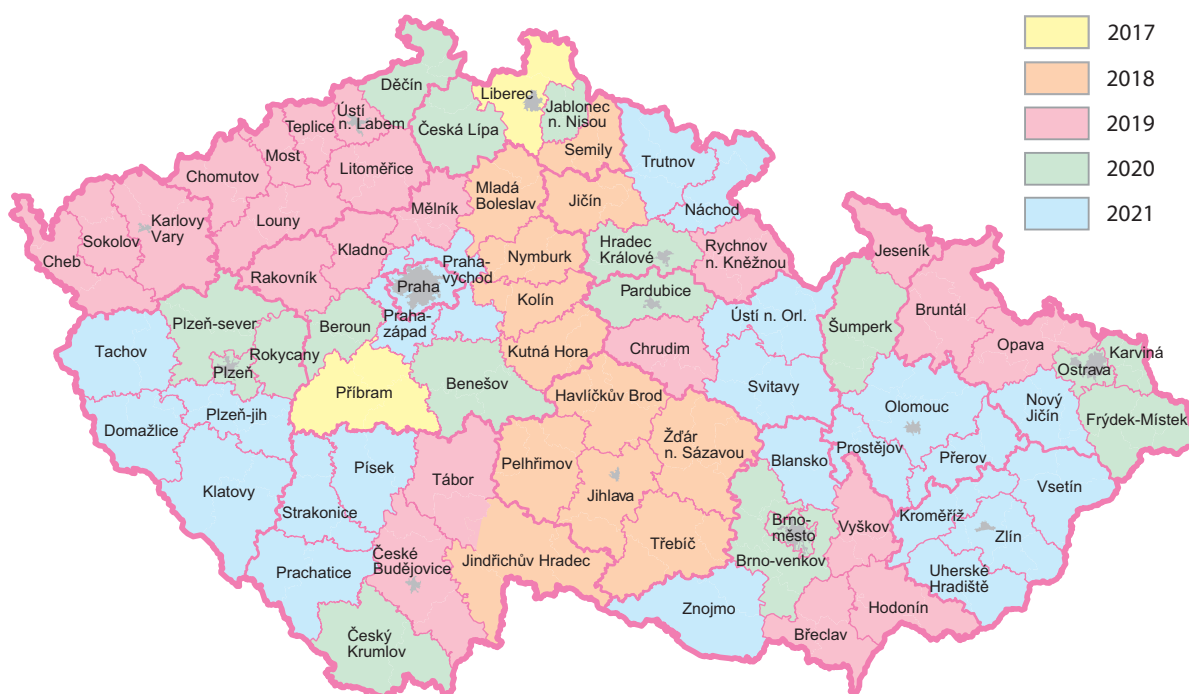 2017
2018
2019
2020
2021
Děčín
Liberec
Jablonec
n. Nisou
Ústí
n. Labem
Teplice
Česká Lípa
Semily
Most
Trutnov
Chomutov
Litoměřice
Mladá
Boleslav
Jičín
Mělník
Náchod
Karlovy
Vary
Louny
Sokolov
Cheb
Kladno
Nymburk
Hradec
Králové
Rychnov
n. Kněžnou
Jeseník
Rakovník
Praha-
východ
Praha
Kolín
Pardubice
Bruntál
Plzeň-sever
Beroun
Praha-
západ
Ústí n. Orl.
Šumperk
Opava
Karviná
Ostrava
Tachov
Rokycany
Plzeň
Kutná Hora
Chrudim
Příbram
Benešov
Svitavy
Havlíčkův Brod
Olomouc
Nový
Jičín
Frýdek-Místek
Plzeň-jih
Domažlice
Žďár
n. Sázavou
Prostějov
Přerov
Písek
Pelhřimov
Blansko
Klatovy
Tábor
Jihlava
Vsetín
Strakonice
Kroměříž
Vyškov
Brno-
město
Zlín
Třebíč
České
Budějovice
Jindřichův Hradec
Brno-venkov
Prachatice
Uherské
Hradiště
Znojmo
Hodonín
Břeclav
Český
Krumlov